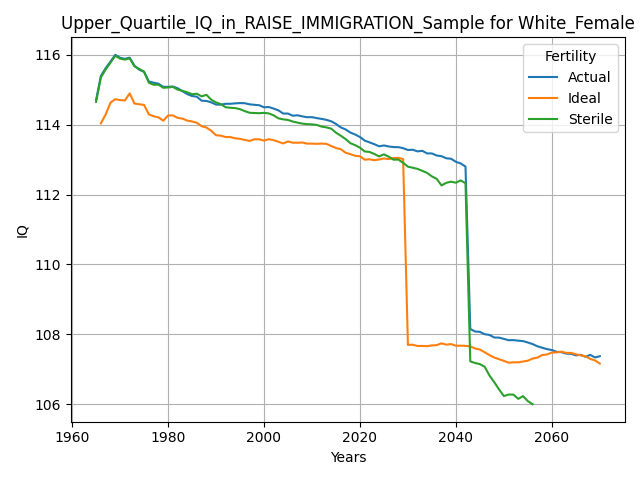 Upper_Quartile_IQ_in_RAISE_IMMIGRATION_Sample for White_Female
Fertility
Actual
Ideal
Sterile
116
114
112
110
108
106
IQ
1960
1980
2000
2020
2040
2060
Years